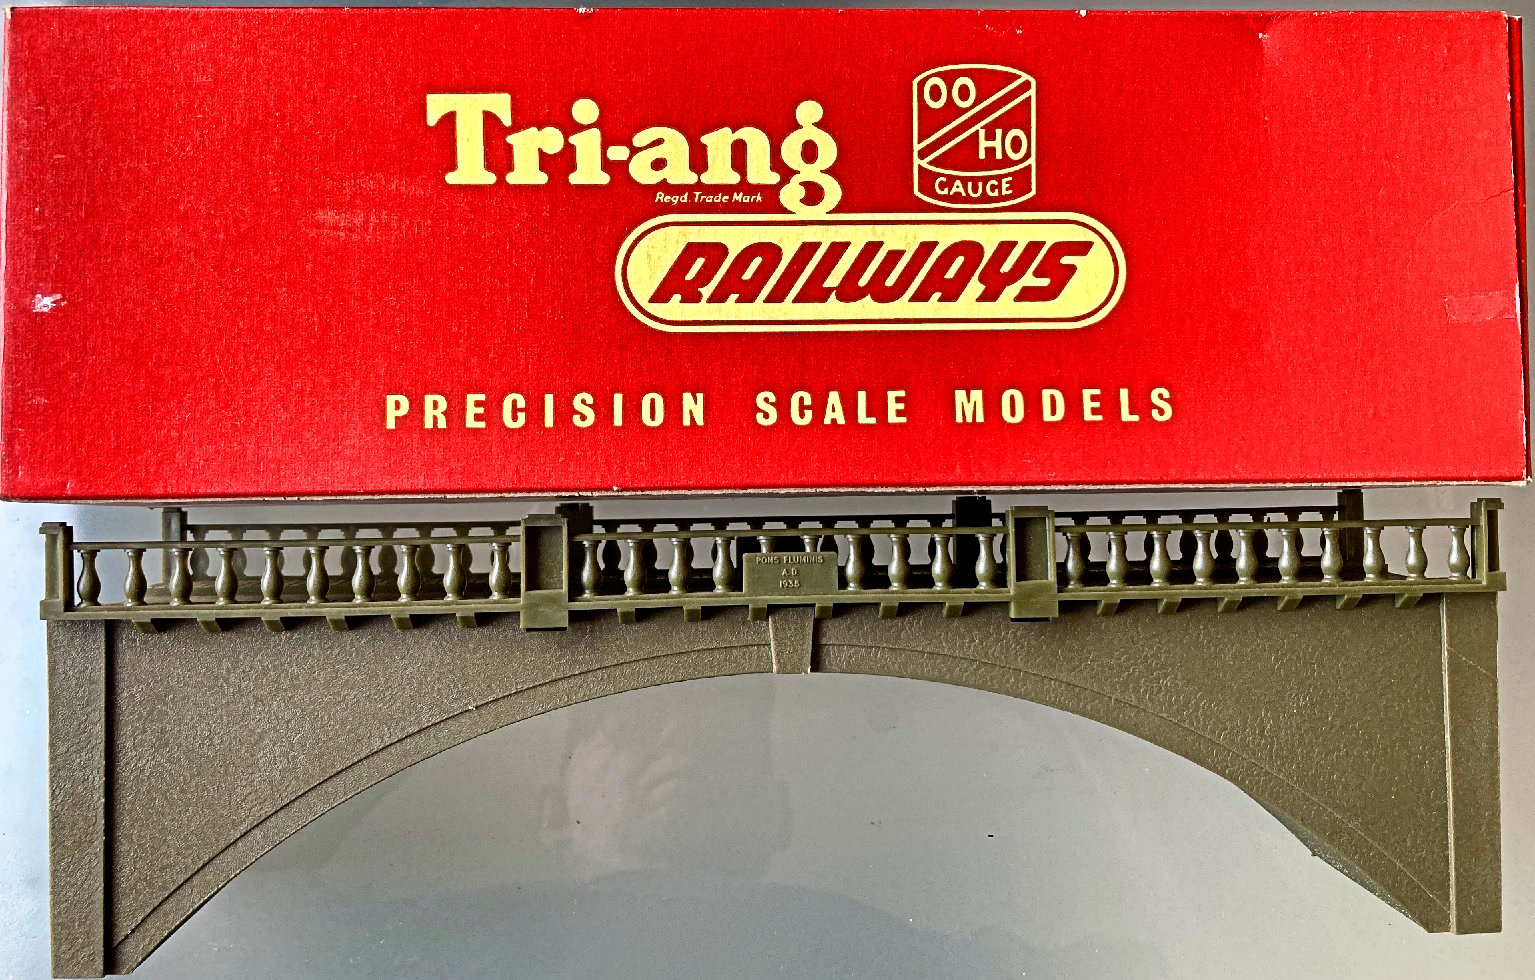 Tri-ang
Regd. Trade Mark
OO
HO
GAUGE
RAILWAYS
PRECISION SCALE MODELS
PONS FLUMINIS
A.D.
1938